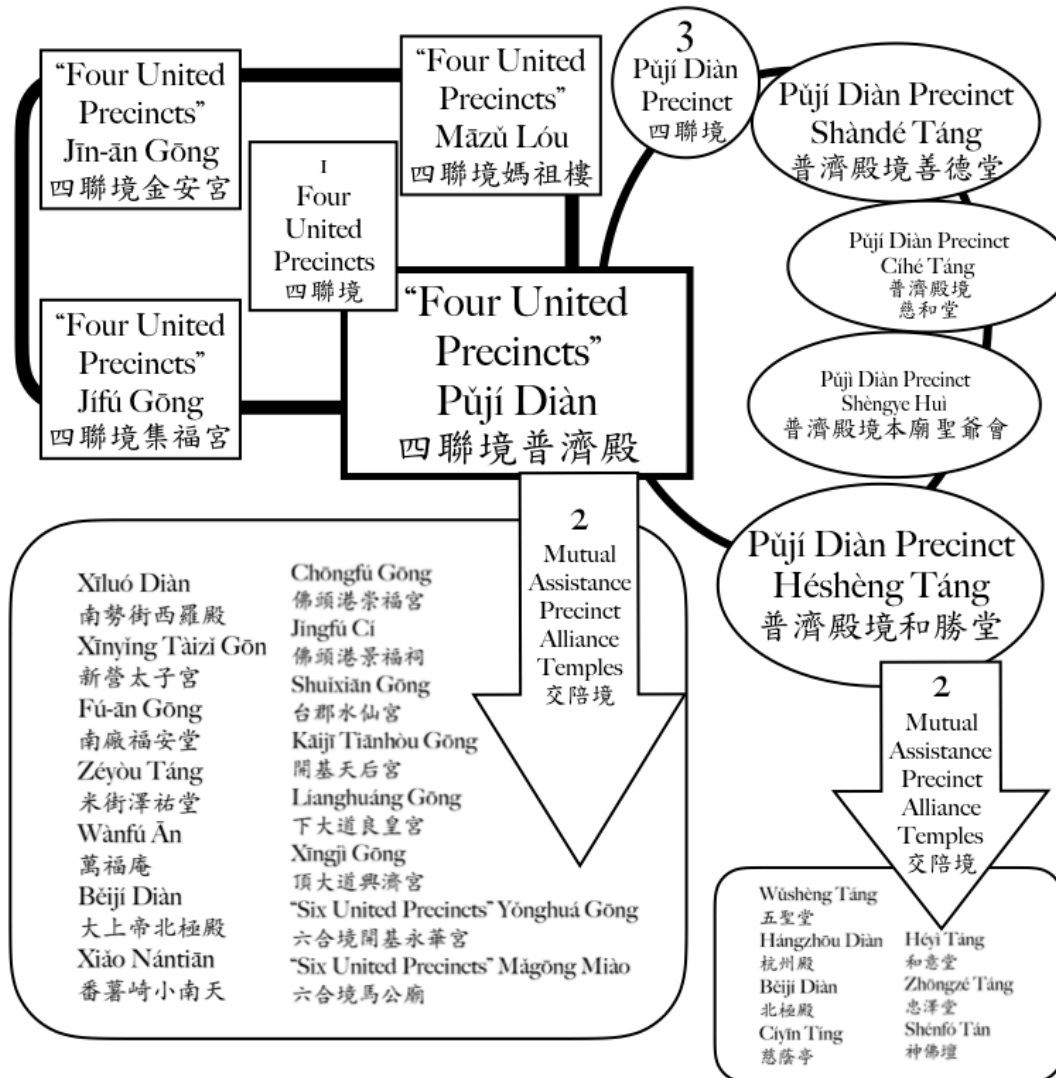 “Four United
Precincts”
Jīn-ān Gōng
四聯境金安宮
“Four United
Precincts”
Māzǔ Lóu
四聯境媽祖樓
1
Four
United
Precincts
四聯境
“Four United
Precincts”
Jífú Gōng
四聯境集福宮
“Four United
Precincts”
Pǔjí Diàn
四聯境普濟殿
3
Pǔjí Diàn
Precinct
四聯境
Pǔjí Diàn Precinct
Shàndé Táng
普濟殿境善德堂
Pǔjí Diàn Precinct
Cíhé Táng
普濟殿境
慈和堂
Pǔjì Diàn Precinct
Shèngye Huì
普濟殿境本廟聖爺會
Pǔjí Diàn Precinct
Héshèng Táng
普濟殿境和勝堂
2
Mutual
Assistance
Precinct
Alliance
Temples
交陪境
Xīluó Diàn
南勢街西羅殿
Xīnyǐng Tàizǐ Gōn
新營太子宮
Fú-ān Gōng
南廠福安堂
Zéyòu Táng
米街澤祐堂
Wànfú Ān
萬福庵
Běijí Diàn
大上帝北極殿
Xiǎo Nántiān
番薯崎小南天
Chōngfú Gōng
佛頭港崇福宮
Jǐngfú Cí
佛頭港景福祠
Shuǐxiān Gōng
台郡水仙宮
Kāijī Tiānhòu Gōng
開基天后宮
Líanghuáng Gōng
下大道良皇宮
Xīngjì Gōng
頂大道興濟宮
“Six United Precincts” Yǒnghuá Gōng
六合境開基永華宮
“Six United Precincts” Mǎgōng Miào
六合境馬公廟
2
Mutual
Assistance
Precinct
Alliance
Temples
交陪境
Wǔshèng Táng
五聖堂
Hángzhōu Diàn
杭州殿
Běijí Diàn
北極殿
Cíyīn Tíng
慈蔭亭
Héyì Táng
和意堂
Zhōngzé Táng
忠澤堂
Shénfó Tán
神佛壇